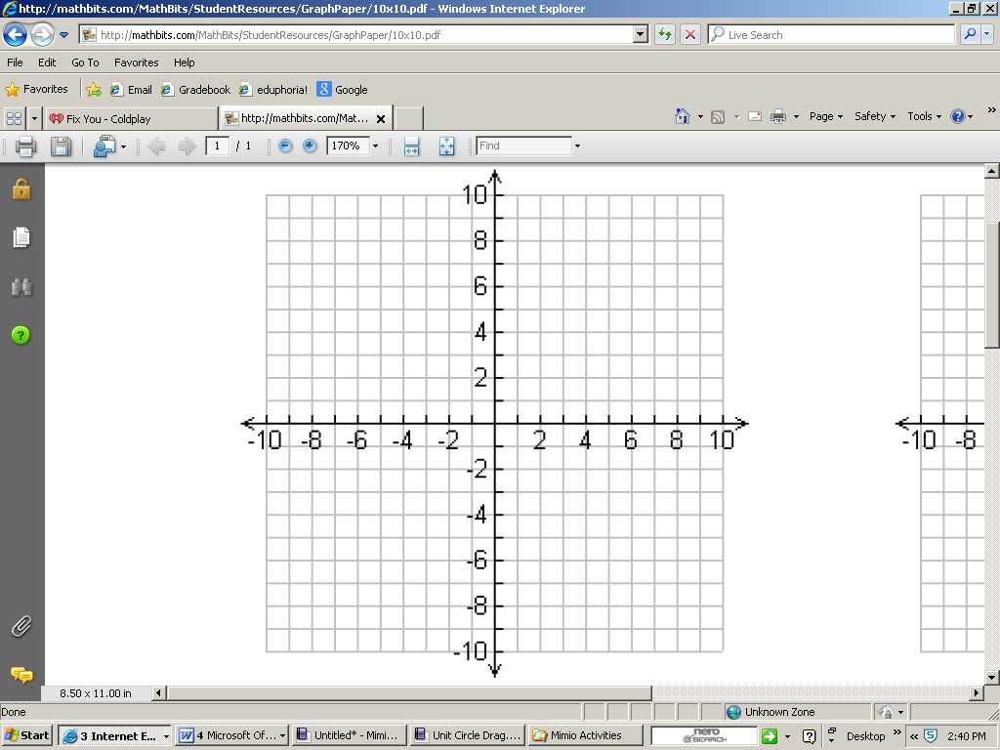 http://mathbits.com/MathBits/StudentResources/GraphPaper/10x10.pdf - Windows Internet Explorer
http://mathbits.com/MathBits/StudentResources/GraphPaper/10x10.pdf Live Search
File Edit Go To Favorites Help
Favorites Email Gradebook eduphoria! Google
Fix You - Coldplay http://mathbits.com/Mat... Page Safety Tools
1 / 1 170% Find
10
8
6
4
2
-10 -8 -6 -4 -2 2 4 6 8 10 -10 -8
-2
-4
-6
-8
-10
8.50 x 11.00 in
Done Unknown Zone
Start 3 Internet E... 4 Microsoft Of... Untitled* - Mimi... Unit Circle Drag.... Mimio Activities nero SEARCH Desktop 2:40 PM